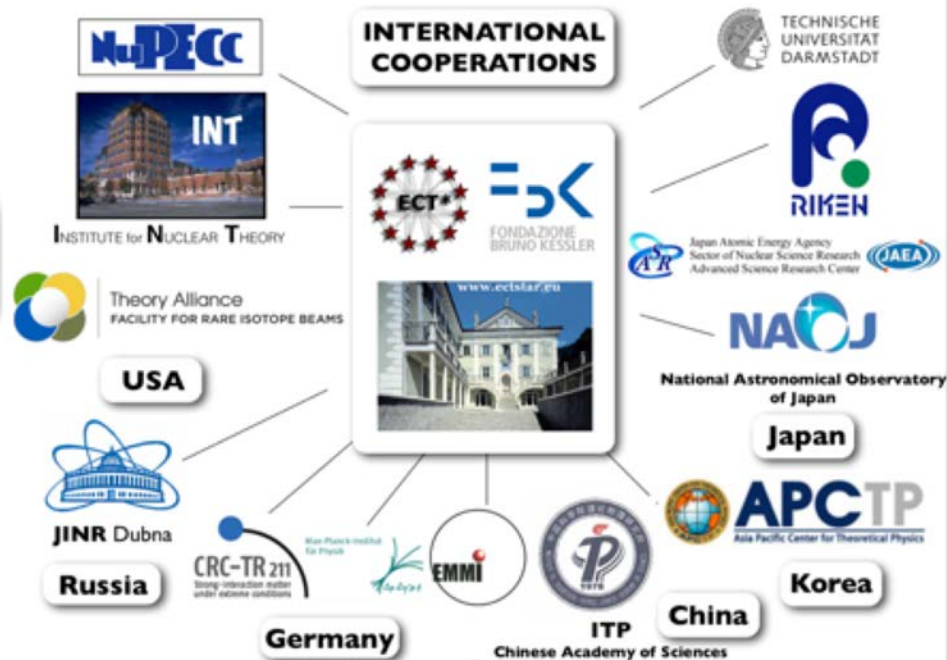 NuPECC
INTERNATIONAL
COOPERATIONS
TECHNISCHE
UNIVERSITÄT
DARMSTADT
INT
INSTITUTE for NUCLEAR THEORY
ECT*
FBK
FONDAZIONE
BRUNO KESSLER
www.ectstar.eu
RIKEN
ASR
Japan Atomic Energy Agency
Sector of Nuclear Science Research
Advanced Science Research Center
JAEA
Theory Alliance
FACILITY FOR RARE ISOTOPE BEAMS
USA
NAOJ
National Astronomical Observatory
of Japan
Japan
JINR Dubna
Russia
CRC-TR 211
Strong-interaction matter
under extreme conditions
Max-Planck-Institut
für Physik
EMMI
Germany
P
1978
ITP
Chinese Academy of Sciences
China
APCTP
Asia Pacific Center for Theoretical Physics
Korea